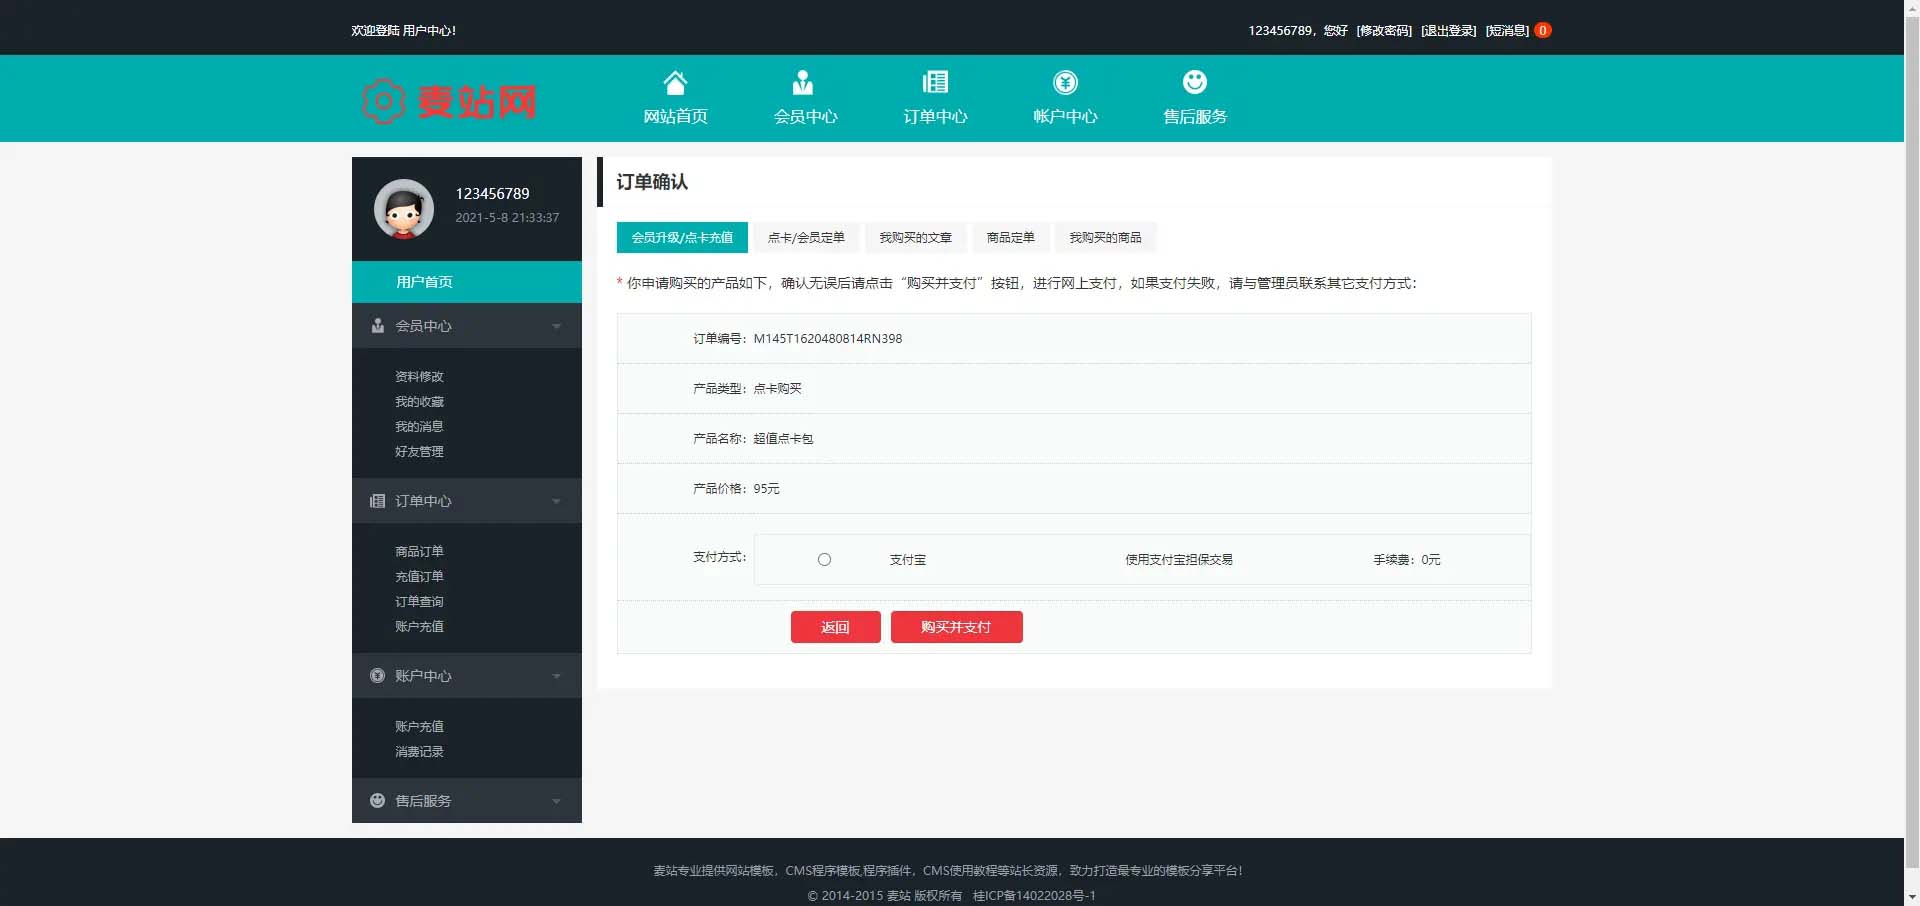 欢迎登陆 用户中心!
123456789，您好 [修改密码] [退出登录] [短消息] 0
麦站网
网站首页 会员中心 订单中心 帐户中心 售后服务
123456789
2021-5-8 21:33:37
用户首页
会员中心
资料修改
我的收藏
我的消息
好友管理
订单中心
商品订单
充值订单
订单查询
账户充值
账户中心
账户充值
消费记录
售后服务
订单确认
会员升级/点卡充值 点卡/会员定单 我购买的文章 商品定单 我购买的商品
* 你申请购买的产品如下，确认无误后请点击“购买并支付”按钮，进行网上支付，如果支付失败，请与管理员联系其它支付方式：
订单编号：M145T1620480814RN398
产品类型：点卡购买
产品名称：超值点卡包
产品价格：95元
支付方式： 支付宝 使用支付宝担保交易 手续费：0元
返回 购买并支付
麦站专业提供网站模板，CMS程序模板,程序插件，CMS使用教程等站长资源，致力打造最专业的模板分享平台！
© 2014-2015 麦站 版权所有 桂ICP备14022028号-1